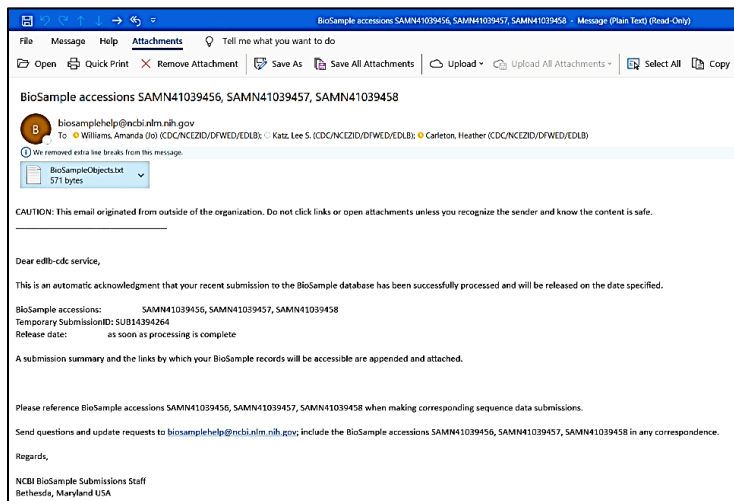 BioSample accessions SAMN41039456, SAMN41039457, SAMN41039458 - Message (Plain Text) (Read-Only)
File Message Help Attachments Tell me what you want to do
Open Quick Print Remove Attachment Save As Save All Attachments Upload Upload All Attachments Select All Copy
BioSample accessions SAMN41039456, SAMN41039457, SAMN41039458
B
biosamplehelp@ncbi.nlm.nih.gov
To Williams, Amanda (Jo) (CDC/NCEZID/DFWED/EDLB); Katz, Lee S. (CDC/NCEZID/DFWED/EDLB); Carleton, Heather (CDC/NCEZID/DFWED/EDLB)
We removed extra line breaks from this message.
BioSampleObjects.txt
571 bytes
CAUTION: This email originated from outside of the organization. Do not click links or open attachments unless you recognize the sender and know the content is safe.
Dear edlb-cdc service,
This is an automatic acknowledgment that your recent submission to the BioSample database has been successfully processed and will be released on the date specified.
BioSample accessions: SAMN41039456, SAMN41039457, SAMN41039458
Temporary SubmissionID: SUB14394264
Release date: as soon as processing is complete
A submission summary and the links by which your BioSample records will be accessible are appended and attached.
Please reference BioSample accessions SAMN41039456, SAMN41039457, SAMN41039458 when making corresponding sequence data submissions.
Send questions and update requests to biosamplehelp@ncbi.nlm.nih.gov; include the BioSample accessions SAMN41039456, SAMN41039457, SAMN41039458 in any correspondence.
Regards,
NCBI BioSample Submissions Staff
Bethesda, Maryland USA